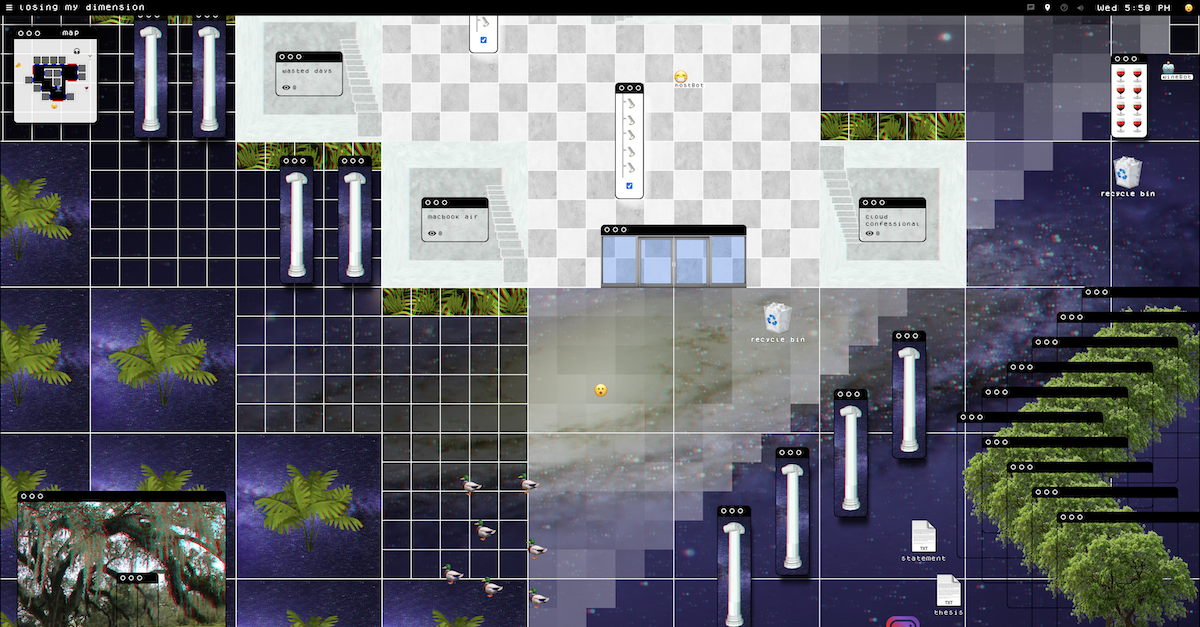 losing my dimension
Wed 5:50 PM
map
wasted days
0
hostBot
wineBot
recycle bin
macbook air
0
cloud
confessional
0
recycle bin
TXT
statement
TXT
thesis